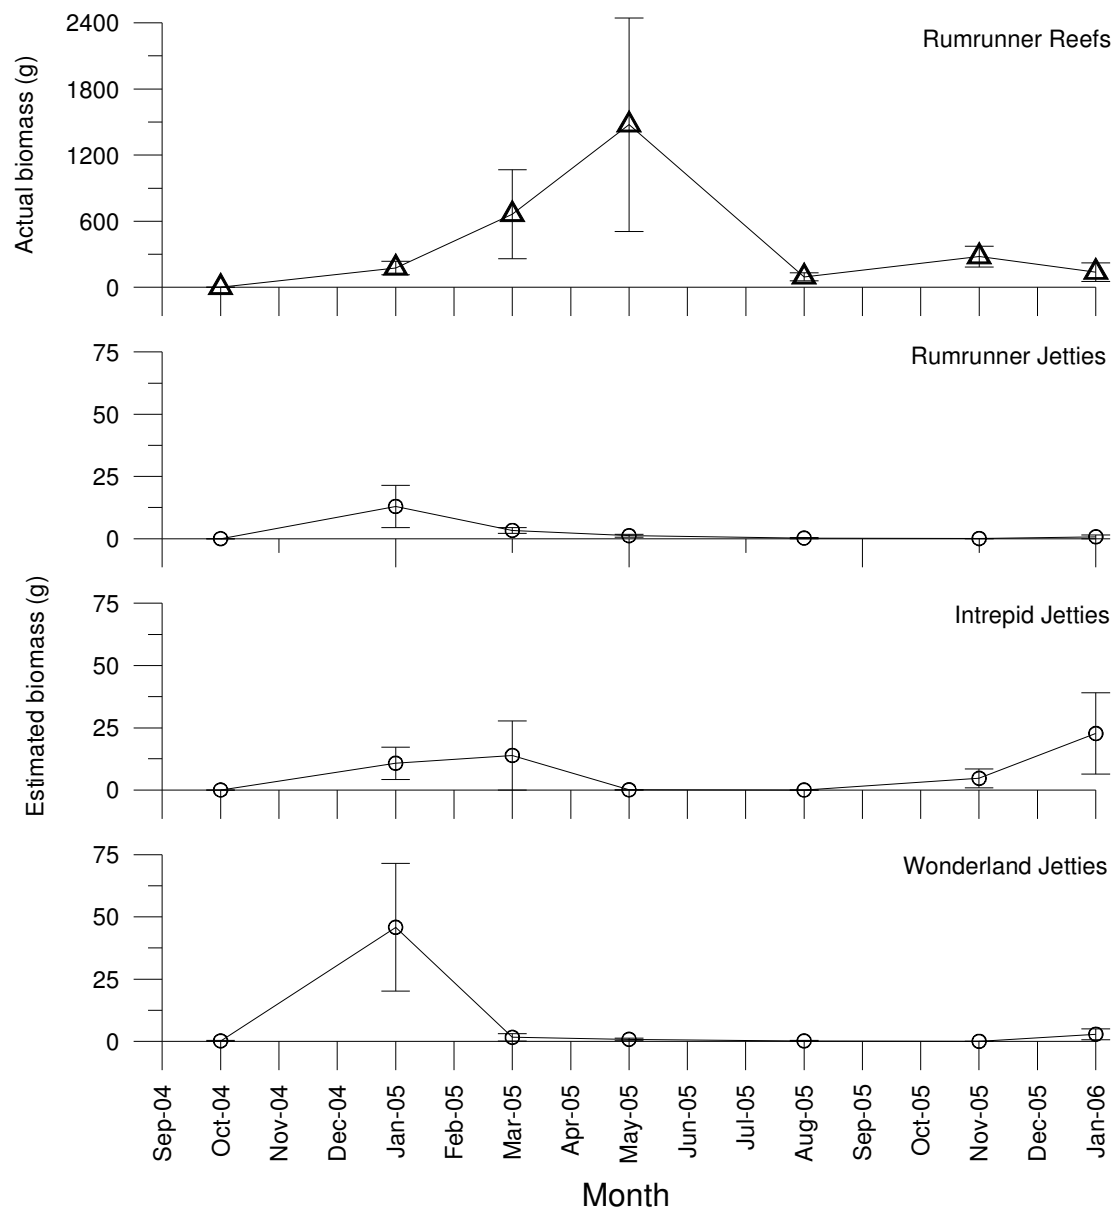 Actual biomass (g)
2400
1800
1200
600
0
Rumrunner Reefs
75
50
25
0
Rumrunner Jetties
Estimated biomass (g)
75
50
25
0
Intrepid Jetties
75
50
25
0
Wonderland Jetties
Sep-04
Oct-04
Nov-04
Dec-04
Jan-05
Feb-05
Mar-05
Apr-05
May-05
Jun-05
Jul-05
Aug-05
Sep-05
Oct-05
Nov-05
Dec-05
Jan-06
Month